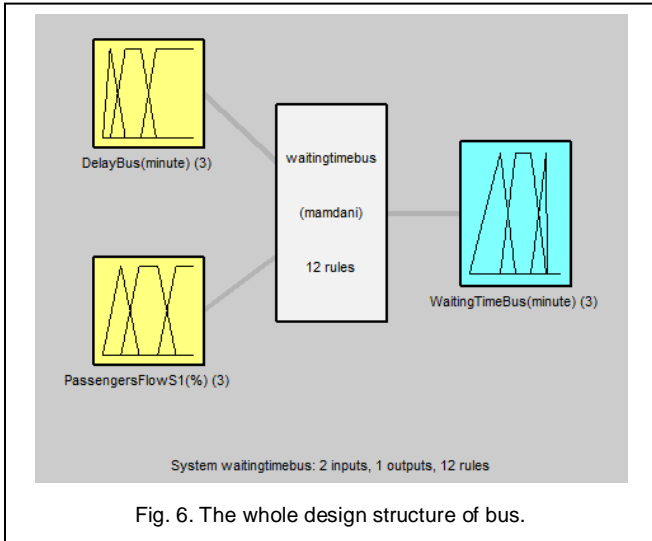 DelayBus(minute) (3)
waitingtimebus
(mamdani)
12 rules
PassengersFlowS1(%) (3)
WaitingTimeBus(minute) (3)
System waitingtimebus: 2 inputs, 1 outputs, 12 rules
Fig. 6. The whole design structure of bus.